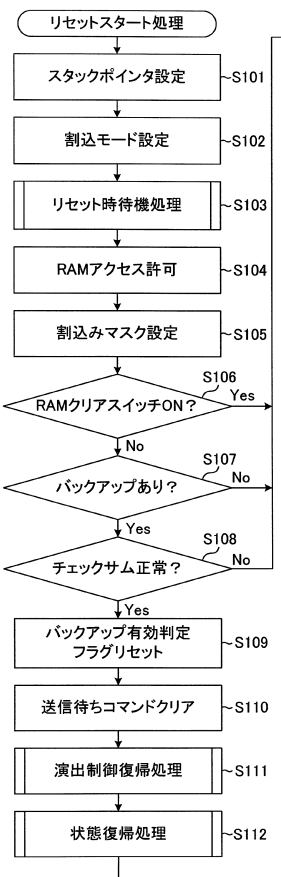 リセットスタート処理
スタックポインタ設定
S101
割込モード設定
S102
リセット時待機処理
S103
RAMアクセス許可
S104
割込みマスク設定
S105
S106
RAMクリアスイッチON?
Yes
No
S107
バックアップあり?
No
Yes
S108
チェックサム正常?
No
Yes
バックアップ有効判定
フラグリセット
S109
送信待ちコマンドクリア
S110
演出制御復帰処理
S111
状態復帰処理
S112